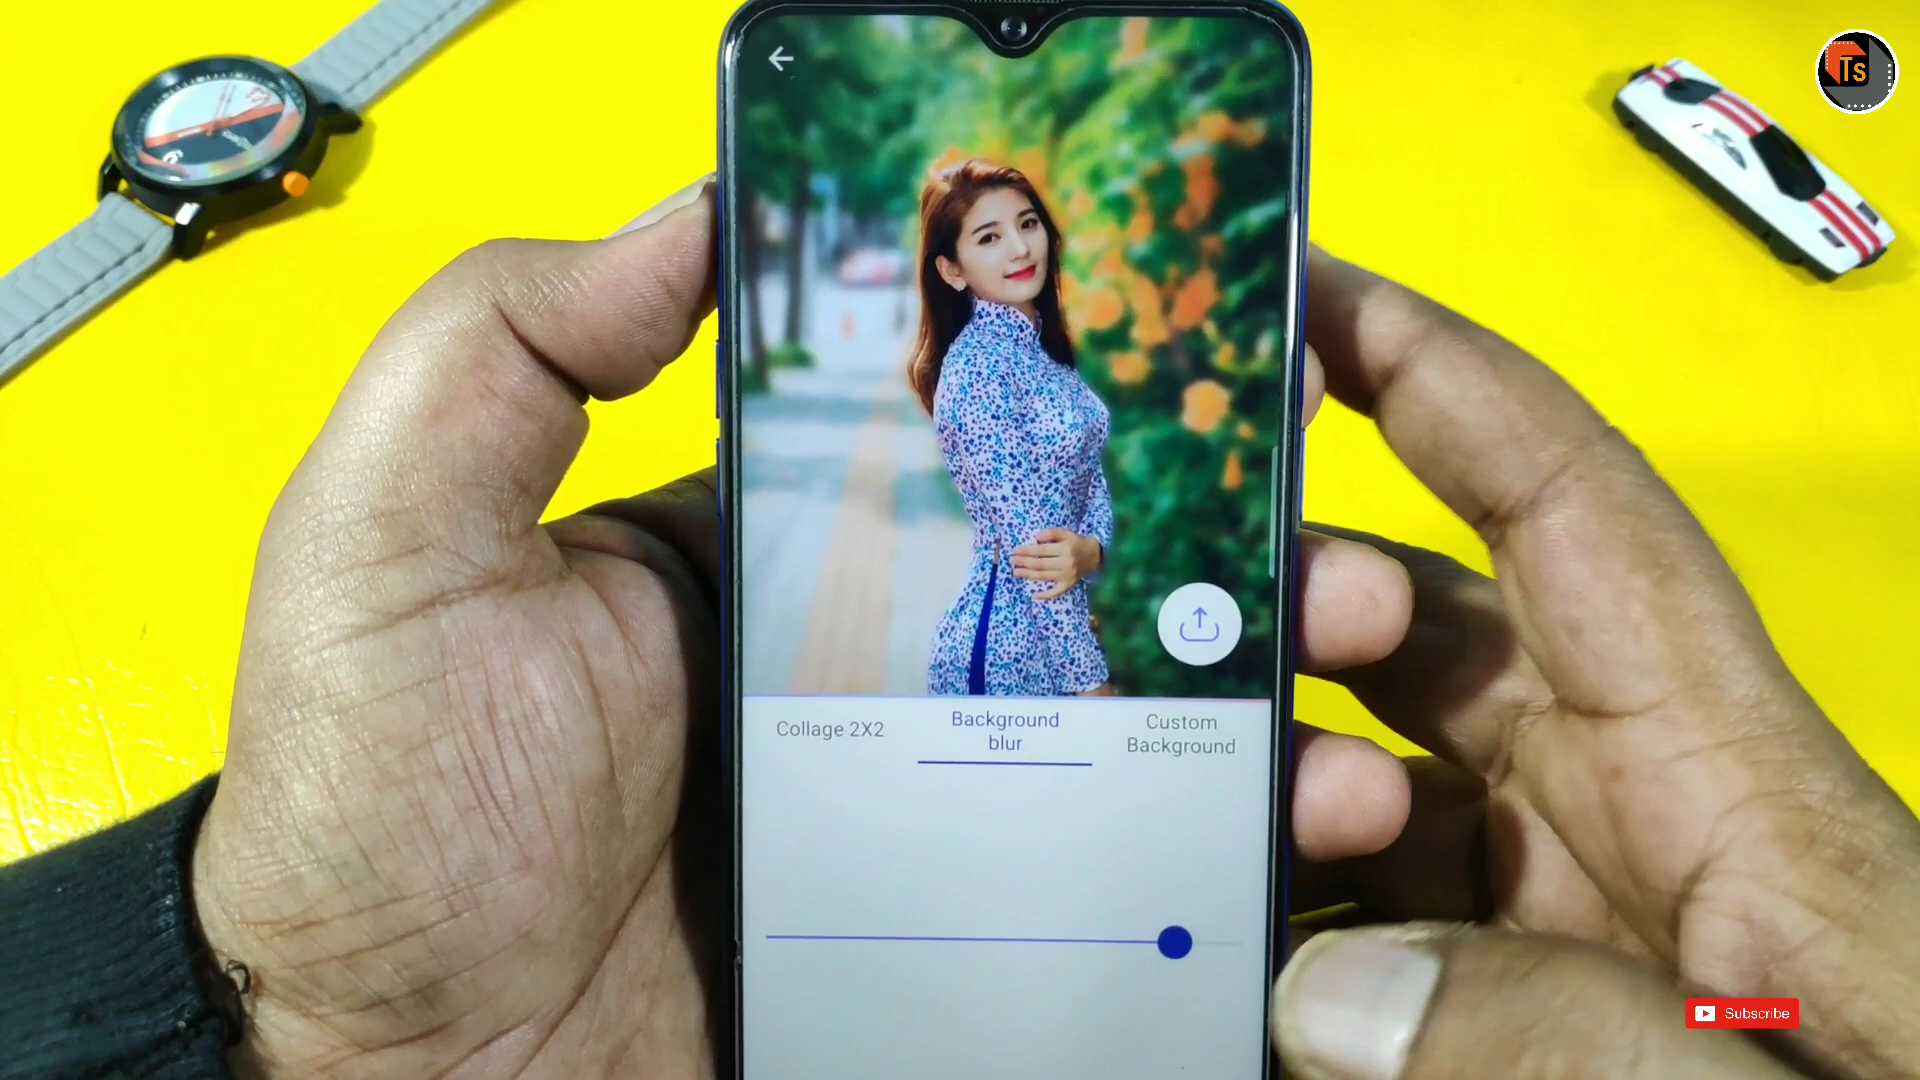 Ts
Collage 2X2
Background
blur
Custom
Background
Subscribe